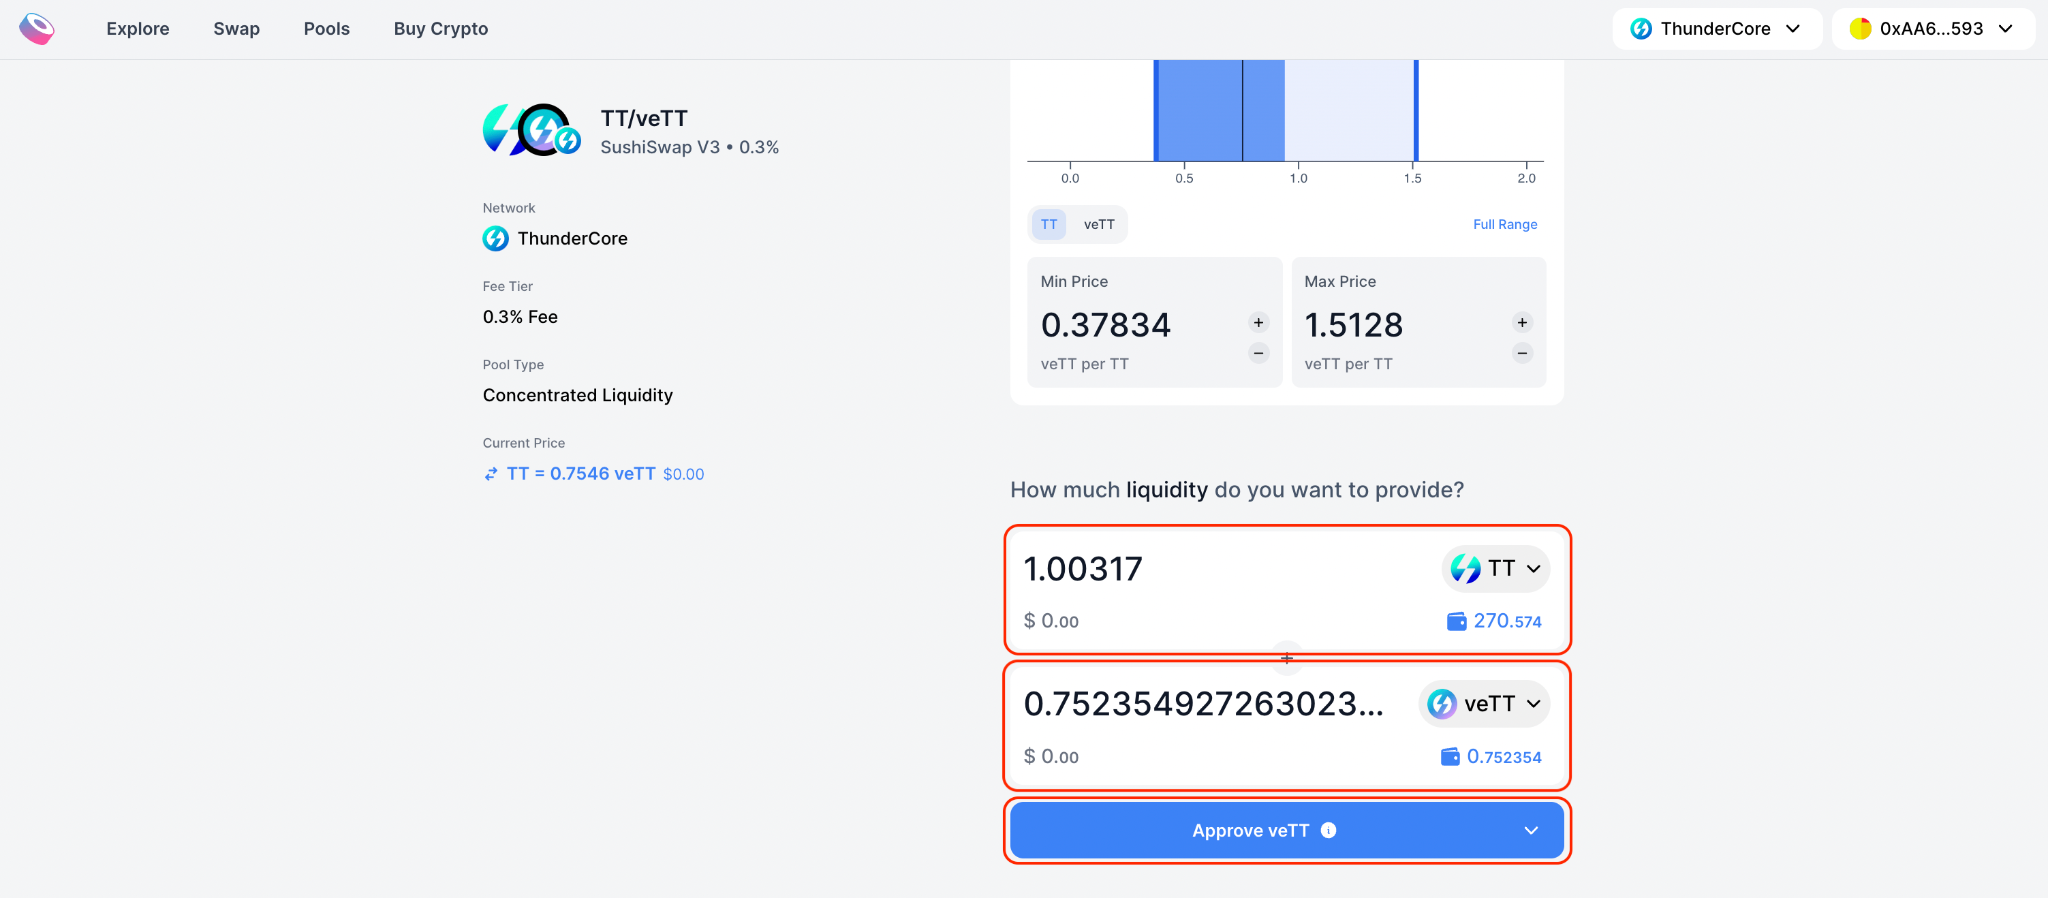 Explore Swap Pools Buy Crypto ThunderCore 0xAA6...593
TT/veTT
SushiSwap V3 • 0.3%
Network
ThunderCore
Fee Tier
0.3% Fee
Pool Type
Concentrated Liquidity
Current Price
TT = 0.7546 veTT $0.00
0.0 0.5 1.0 1.5 2.0
TT veTT Full Range
Min Price
0.37834
veTT per TT
+
−
Max Price
1.5128
veTT per TT
+
−
How much liquidity do you want to provide?
1.00317 TT
$ 0.00 270.574
+
0.752354927263023... veTT
$ 0.00 0.752354
Approve veTT i